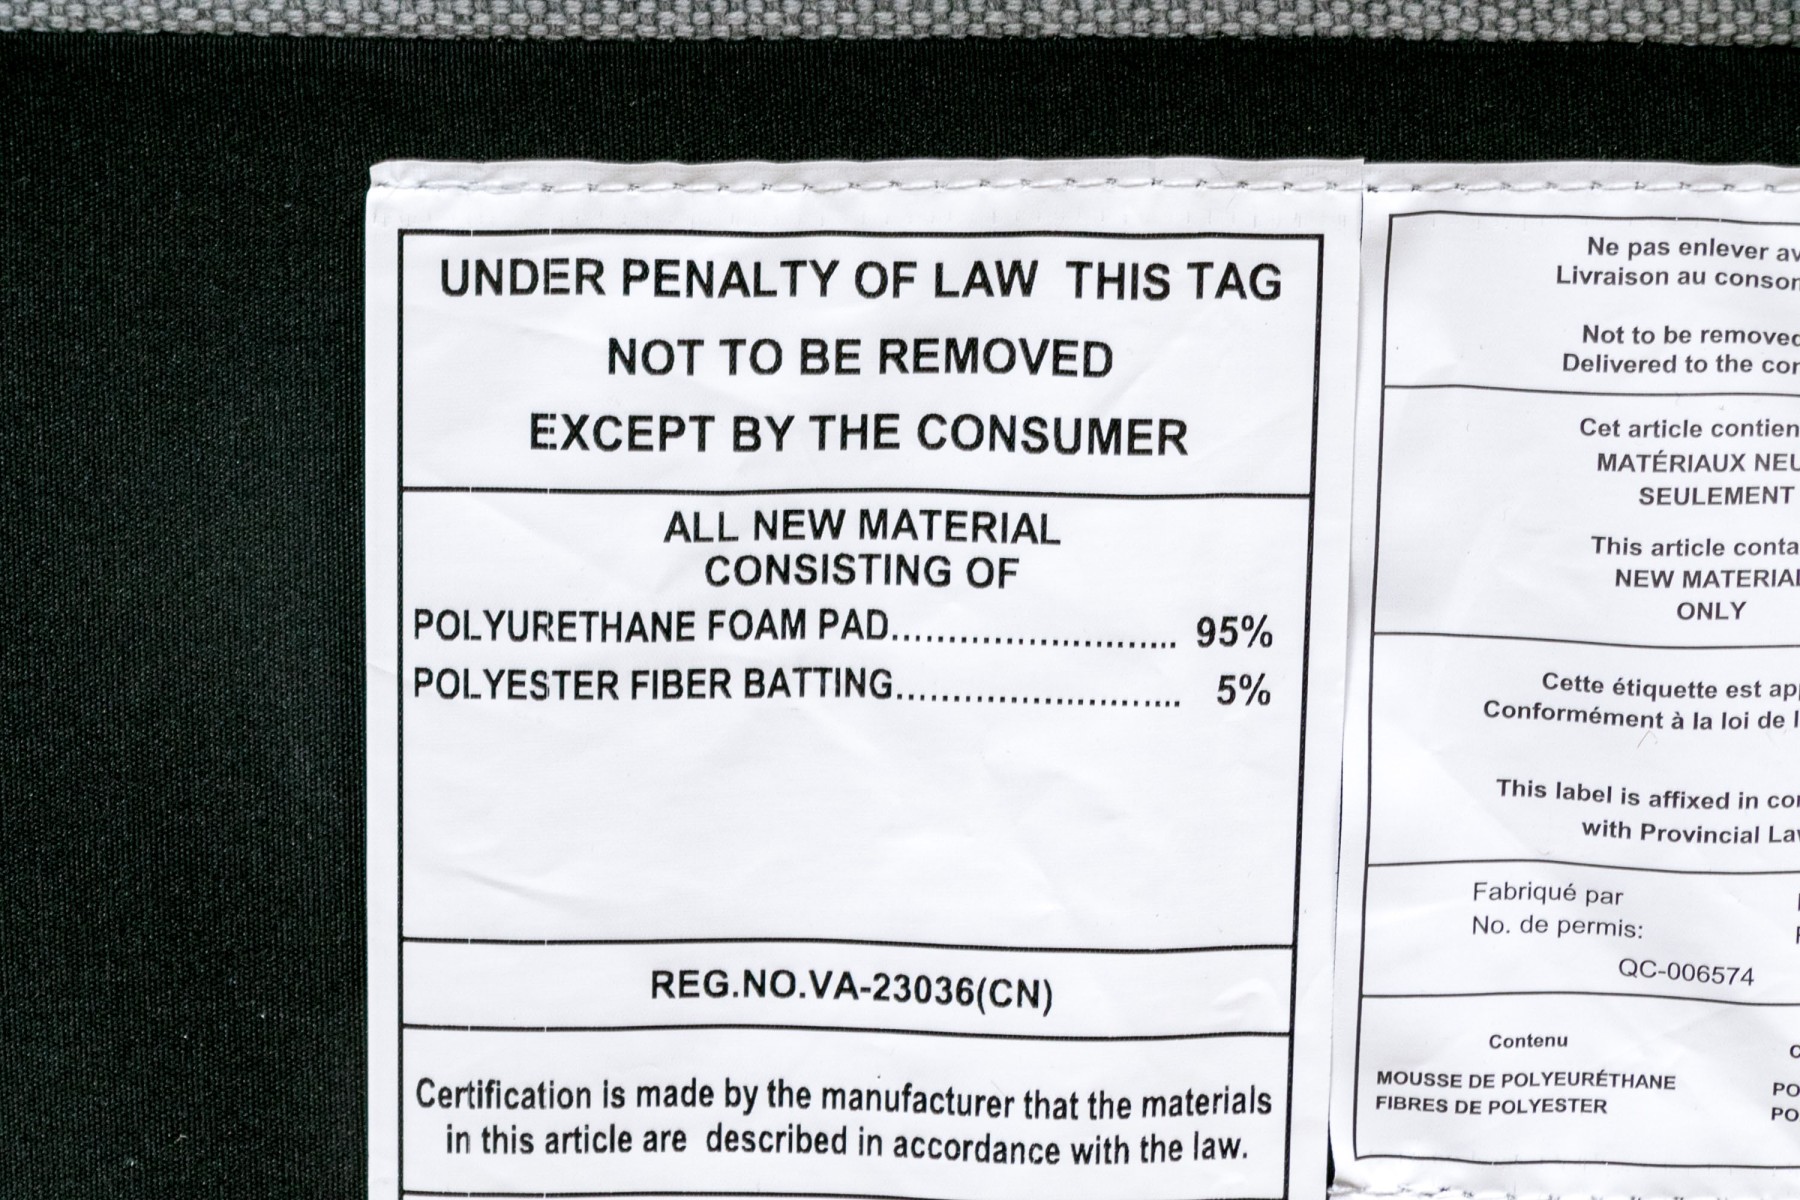 UNDER PENALTY OF LAW THIS TAG
NOT TO BE REMOVED
EXCEPT BY THE CONSUMER
ALL NEW MATERIAL
CONSISTING OF
POLYURETHANE FOAM PAD.......................... 95%
POLYESTER FIBER BATTING.......................... 5%
REG.NO.VA-23036(CN)
Certification is made by the manufacturer that the materials
in this article are described in accordance with the law.
Ne pas enlever
Livraison au
Not to be
Delivered to the
Cet article
MATÉRIAUX
SEULEMENT
This article
NEW
ONLY
Cette étiquette est
Conformément à la loi de
This label is affixed in
with Provincial
Fabriqué par
No. de permis:
QC-006574
Contenu
MOUSSE DE POLYEURÉTHANE
FIBRES DE POLYESTER